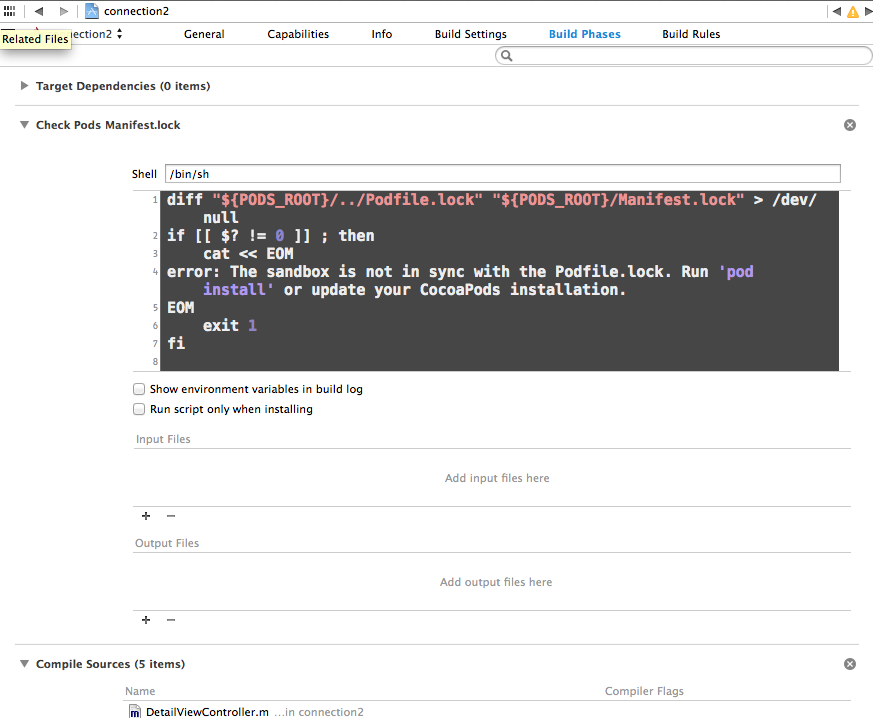 connection2
Related Files
ection2
General
Capabilities
Info
Build Settings
Build Phases
Build Rules
Target Dependencies (0 items)
Check Pods Manifest.lock
Shell
/bin/sh
1 diff "${PODS_ROOT}/../Podfile.lock" "${PODS_ROOT}/Manifest.lock" > /dev/
null
2 if [[ $? != 0 ]] ; then
3 cat << EOM
4 error: The sandbox is not in sync with the Podfile.lock. Run 'pod
install' or update your CocoaPods installation.
5 EOM
6 exit 1
7 fi
8
Show environment variables in build log
Run script only when installing
Input Files
Add input files here
+ −
Output Files
Add output files here
+ −
Compile Sources (5 items)
Name
Compiler Flags
m DetailViewController.m ...in connection2